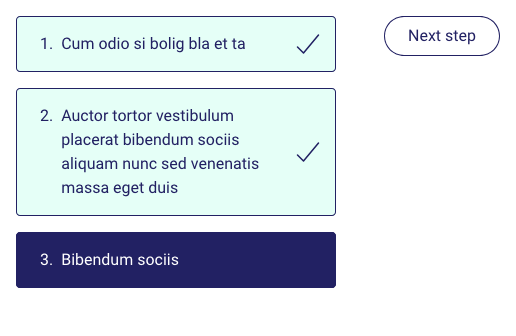 1. Cum odio si bolig bla et ta
Next step
2. Auctor tortor vestibulum
placerat bibendum sociis
aliquam nunc sed venenatis
massa eget duis
3. Bibendum sociis